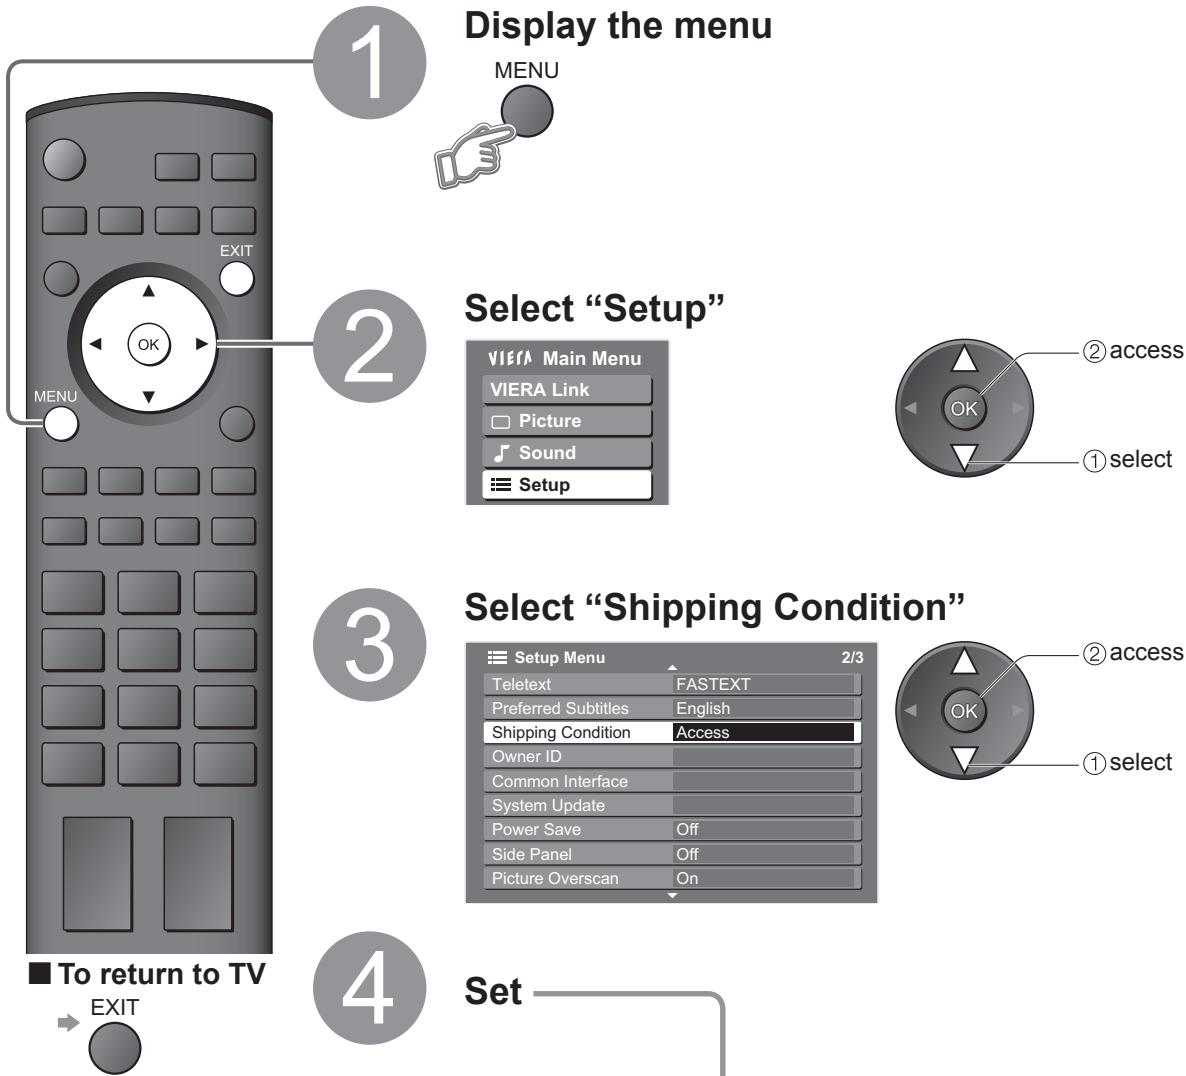 1
Display the menu
MENU
EXIT
OK
MENU
2
Select “Setup”
VIERA Main Menu
VIERA Link
Picture
Sound
Setup
OK
② access
① select
3
Select “Shipping Condition”
Setup Menu 2/3
Teletext FASTEXT
Preferred Subtitles English
Shipping Condition Access
Owner ID
Common Interface
System Update
Power Save Off
Side Panel Off
Picture Overscan On
OK
② access
① select
■ To return to TV
EXIT
4
Set